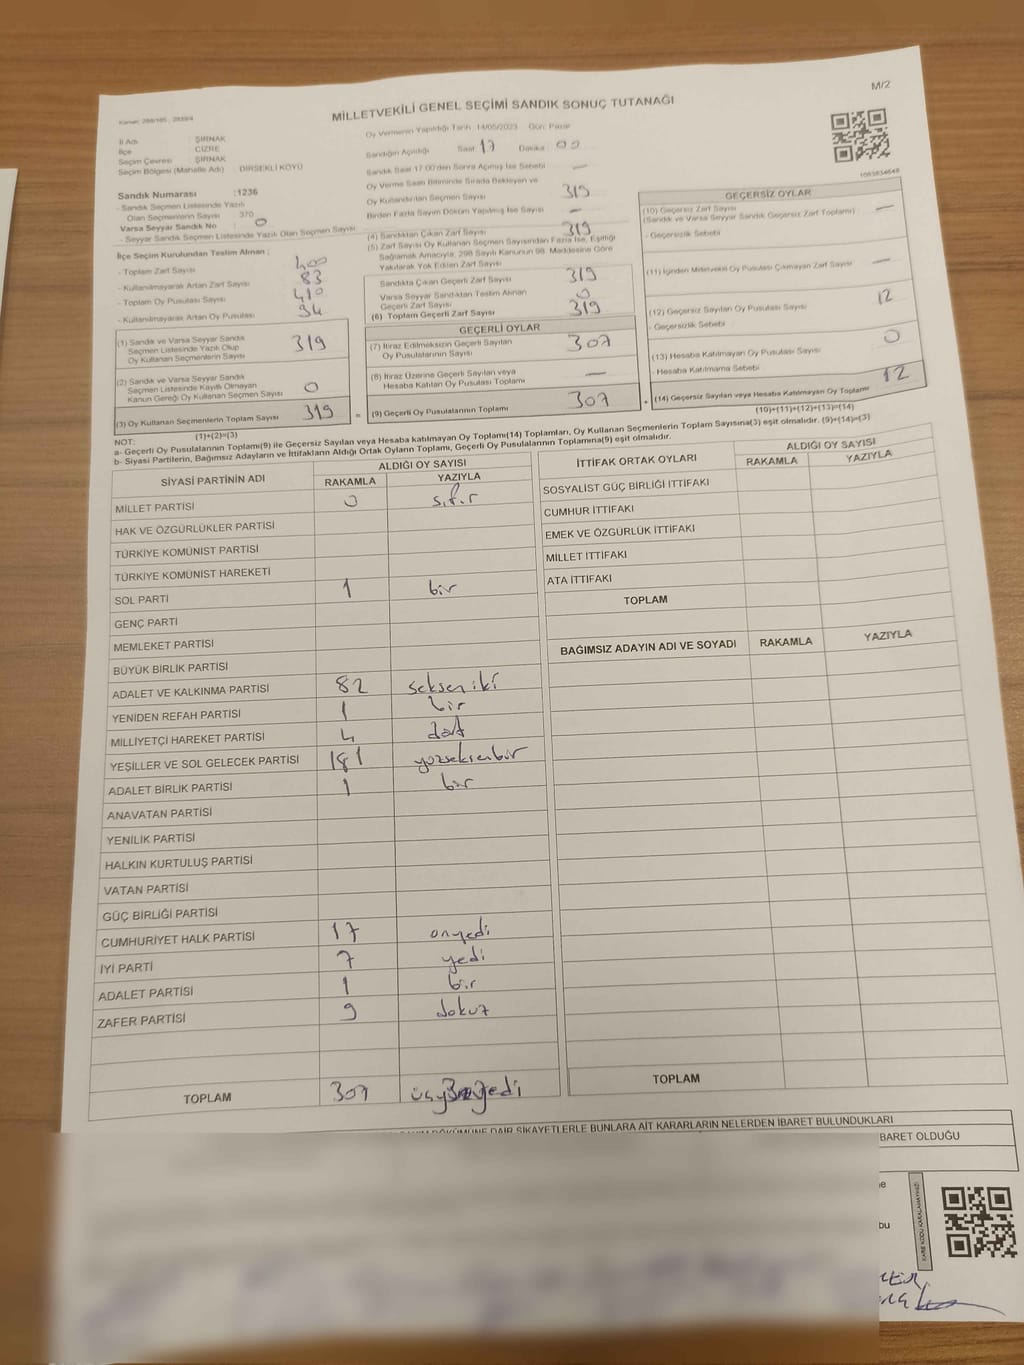 M/2
MİLLETVEKİLİ GENEL SEÇİMİ SANDIK SONUÇ TUTANAĞI
İl Adı : ŞIRNAK
İlçe : CİZRE
Seçim Çevresi : ŞIRNAK
Seçim Bölgesi (Mahalle Adı) : DİRSEKLİ KÖYÜ
Oy Vermenin Yapıldığı Tarih :14/05/2023 Gün: Pazar
Sandığın Açıldığı Saat 17 Dakika : 00
Sandık Saat 17:00'den Sonra Açılmış İse Sebebi —
Oy Verme Saati Bitiminde Sırada Bekleyen ve
Oy Kullandırılan Seçmen Sayısı 319
Birden Fazla Sayım Döküm Yapılmış İse Sayısı —
Sandık Numarası :1236
- Sandık Seçmen Listesinde Yazılı
Olan Seçmenlerin Sayısı 370
Varsa Seyyar Sandık No : 0
- Seyyar Sandık Seçmen Listesinde Yazılı Olan Seçmen Sayısı
İlçe Seçim Kurulundan Teslim Alınan ;
- Toplam Zarf Sayısı 400
- Kullanılmayarak Artan Zarf Sayısı 83
- Toplam Oy Pusulası Sayısı 410
- Kullanılmayarak Artan Oy Pusulası 94
(1) Sandık ve Varsa Seyyar Sandık
Seçmen Listesinde Yazılı Olup
Oy Kullanan Seçmenlerin Sayısı 319
(2) Sandık ve Varsa Seyyar Sandık
Seçmen Listesinde Kayıtlı Olmayan
Kanun Gereği Oy Kullanan Seçmen Sayısı 0
(3) Oy Kullanan Seçmenlerin Toplam Sayısı 319
(1)+(2)=(3)
(4) Sandıktan Çıkan Zarf Sayısı 319
(5) Zarf Sayısı Oy Kullanan Seçmen Sayısından Fazla İse, Eşitliği
Sağlamak Amacıyla, 298 Sayılı Kanunun 98. Maddesine Göre
Yakılarak Yok Edilen Zarf Sayısı
Sandıkta Çıkan Geçerli Zarf Sayısı 319
Varsa Seyyar Sandıktan Teslim Alınan
Geçerli Zarf Sayısı 0
(6) Toplam Geçerli Zarf Sayısı 319
GEÇERLİ OYLAR
(7) İtiraz Edilmeksizin Geçerli Sayılan
Oy Pusulalarının Sayısı 307
(8) İtiraz Üzerine Geçerli Sayılan veya
Hesaba Katılan Oy Pusulası Toplamı —
= (9) Geçerli Oy Pusulalarının Toplamı 307
GEÇERSİZ OYLAR
(10) Geçersiz Zarf Sayısı
(Sandık ve Varsa Seyyar Sandık Geçersiz Zarf Toplamı) —
- Geçersizlik Sebebi
(11) İçinden Milletvekili Oy Pusulası Çıkmayan Zarf Sayısı —
(12) Geçersiz Sayılan Oy Pusulası Sayısı 12
- Geçersizlik Sebebi
(13) Hesaba Katılmayan Oy Pusulası Sayısı 0
- Hesaba Katılmama Sebebi
+ (14) Geçersiz Sayılan veya Hesaba Katılmayan Oy Toplamı 12
(10)+(11)+(12)+(13)=(14)
NOT:
a- Geçerli Oy Pusulalarının Toplamı(9) ile Geçersiz Sayılan veya Hesaba katılmayan Oy Toplamı(14) Toplamları, Oy Kullanan Seçmenlerin Toplam Sayısına(3) eşit olmalıdır. (9)+(14)=(3)
b- Siyasi Partilerin, Bağımsız Adayların ve İttifakların Aldığı Ortak Oyların Toplamı, Geçerli Oy Pusulalarının Toplamına(9) eşit olmalıdır.
SİYASİ PARTİNİN ADI ALDIĞI OY SAYISI
RAKAMLA YAZIYLA
MİLLET PARTİSİ 0 sıfır
HAK VE ÖZGÜRLÜKLER PARTİSİ
TÜRKİYE KOMÜNİST PARTİSİ
TÜRKİYE KOMÜNİST HAREKETİ
SOL PARTİ 1 bir
GENÇ PARTİ
MEMLEKET PARTİSİ
BÜYÜK BİRLİK PARTİSİ
ADALET VE KALKINMA PARTİSİ 82 seksen iki
YENİDEN REFAH PARTİSİ 1 bir
MİLLİYETÇİ HAREKET PARTİSİ 4 dört
YEŞİLLER VE SOL GELECEK PARTİSİ 181 yüzseksenbir
ADALET BİRLİK PARTİSİ 1 bir
ANAVATAN PARTİSİ
YENİLİK PARTİSİ
HALKIN KURTULUŞ PARTİSİ
VATAN PARTİSİ
GÜÇ BİRLİĞİ PARTİSİ
CUMHURİYET HALK PARTİSİ 17 onyedi
İYİ PARTİ 7 yedi
ADALET PARTİSİ 1 bir
ZAFER PARTİSİ 9 dokuz
TOPLAM 307
İTTİFAK ORTAK OYLARI ALDIĞI OY SAYISI
RAKAMLA YAZIYLA
SOSYALİST GÜÇ BİRLİĞİ İTTİFAKI
CUMHUR İTTİFAKI
EMEK VE ÖZGÜRLÜK İTTİFAKI
MİLLET İTTİFAKI
ATA İTTİFAKI
TOPLAM
BAĞIMSIZ ADAYIN ADI VE SOYADI RAKAMLA YAZIYLA
TOPLAM
DÖKÜMÜNE DAİR ŞİKAYETLERLE BUNLARA AİT KARARLARIN NELERDEN İBARET BULUNDUKLARI
BARET OLDUĞU
bu